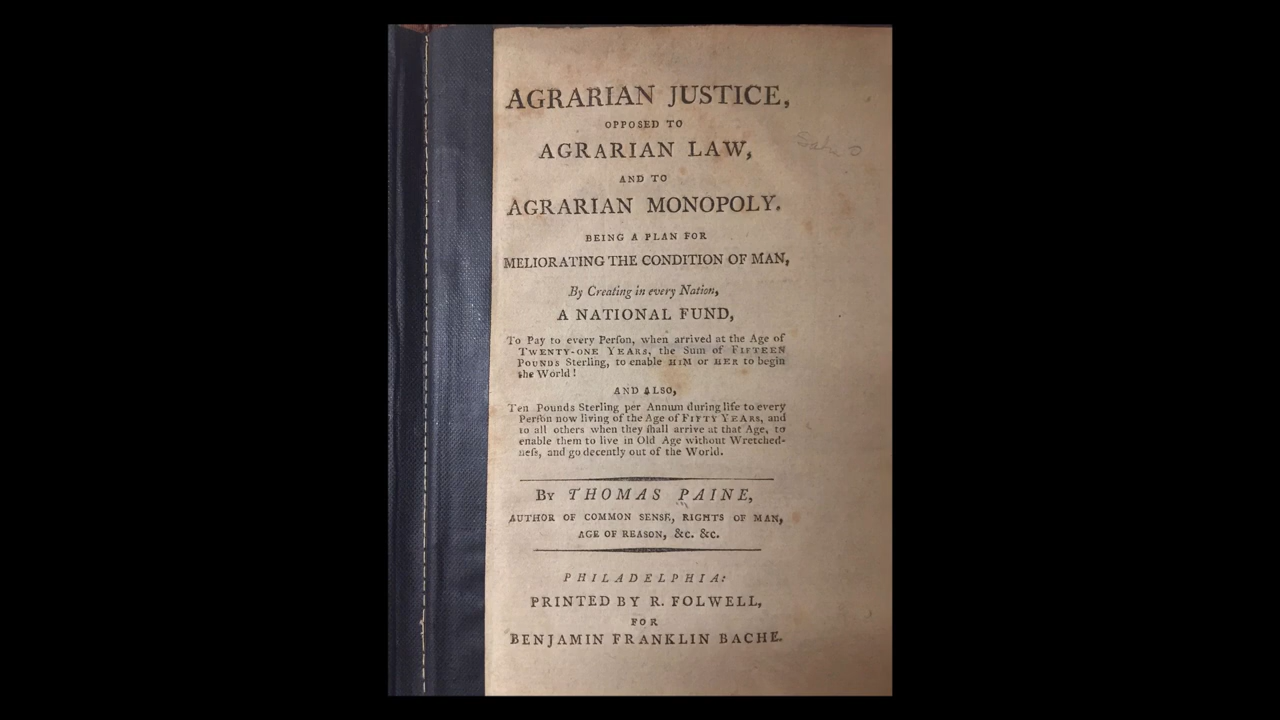 AGRARIAN JUSTICE,
OPPOSED TO
AGRARIAN LAW,
AND TO
AGRARIAN MONOPOLY.
BEING A PLAN FOR
MELIORATING THE CONDITION OF MAN,
By Creating in every Nation,
A NATIONAL FUND,
To Pay to every Perſon, when arrived at the Age of
TWENTY-ONE YEARS, the Sum of FIFTEEN
POUNDS Sterling, to enable HIM or HER to begin
the World!
AND ALSO,
Ten Pounds Sterling per Annum during life to every
Perſon now living of the Age of FIFTY YEARS, and
to all others when they ſhall arrive at that Age, to
enable them to live in Old Age without Wretched-
neſs, and go decently out of the World.
BY THOMAS PAINE,
AUTHOR OF COMMON SENSE, RIGHTS OF MAN,
AGE OF REASON, &c. &c.
PHILADELPHIA:
PRINTED BY R. FOLWELL,
FOR
BENJAMIN FRANKLIN BACHE.